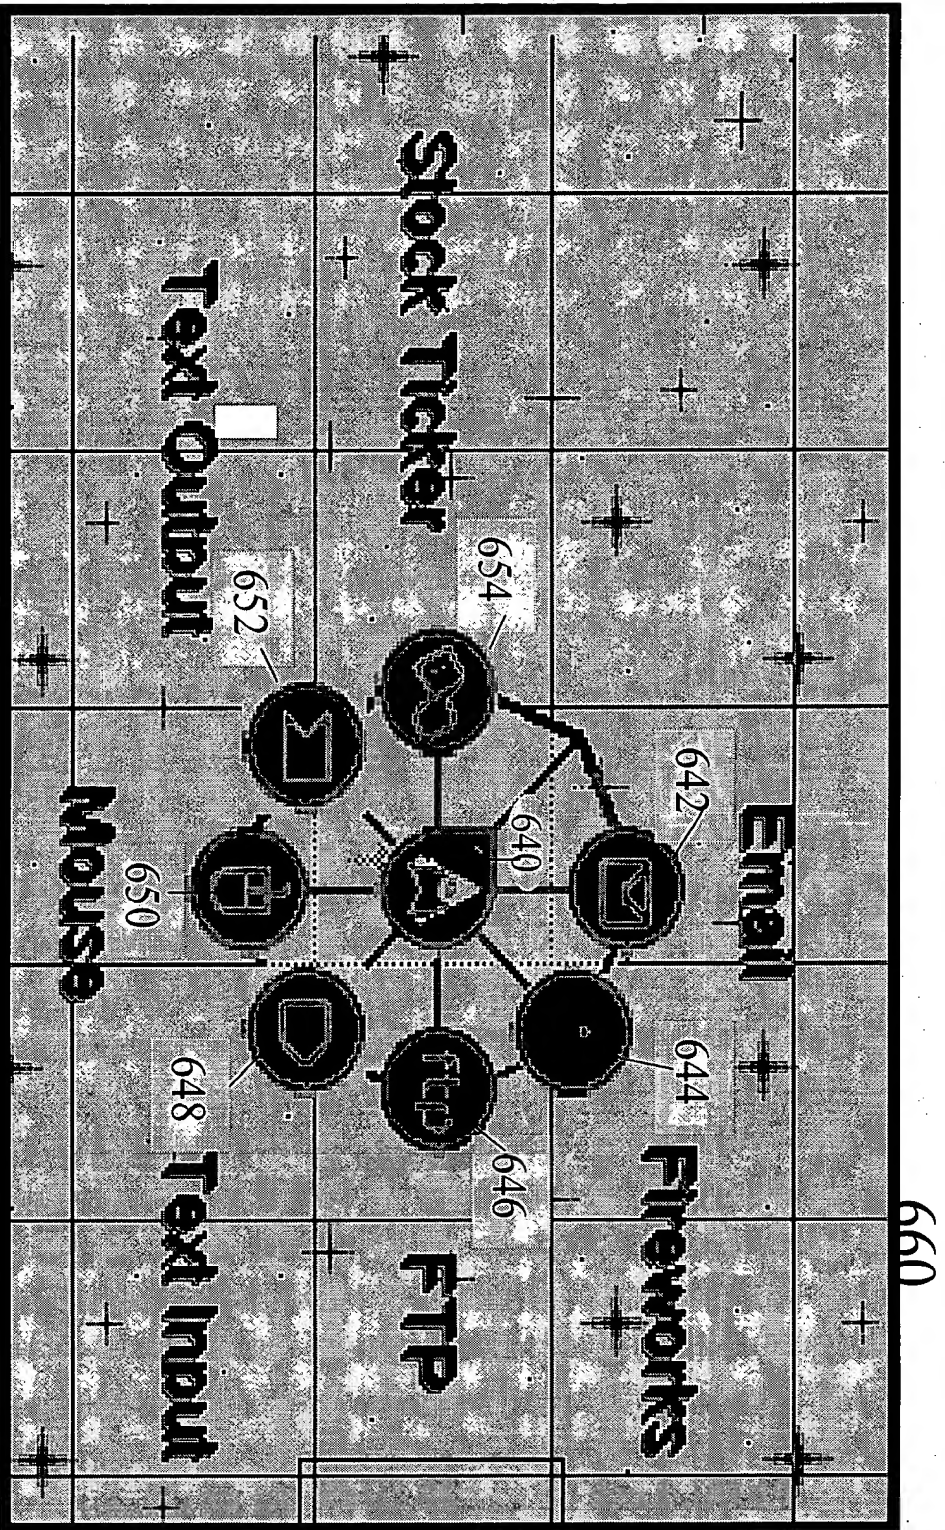 660
Email
642
644
Fireworks
640
654
646
Stock Ticker
ftp
FTP
652
Text Output
648
Text Input
650
Mouse